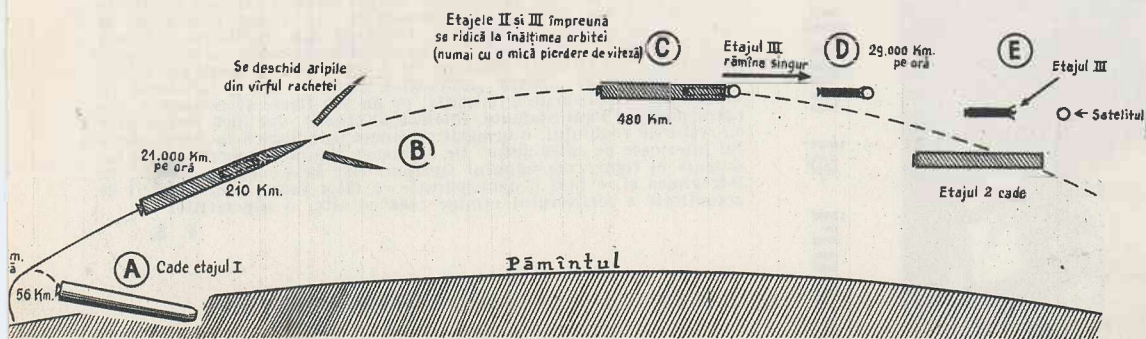 Etajele II și III împreună
se ridică la înălțimea orbitei
(numai cu o mică pierdere de viteză)
C
Etajul III
rămîne singur
D
29.000 Km.
pe oră
E
Etajul III
Satelitul
Se deschid aripile
din vîrful rachetei
B
480 Km.
21.000 Km.
pe oră
210 Km.
Etajul 2 cade
m.
ă
56 Km.
A
Cade etajul I
Pămîntul